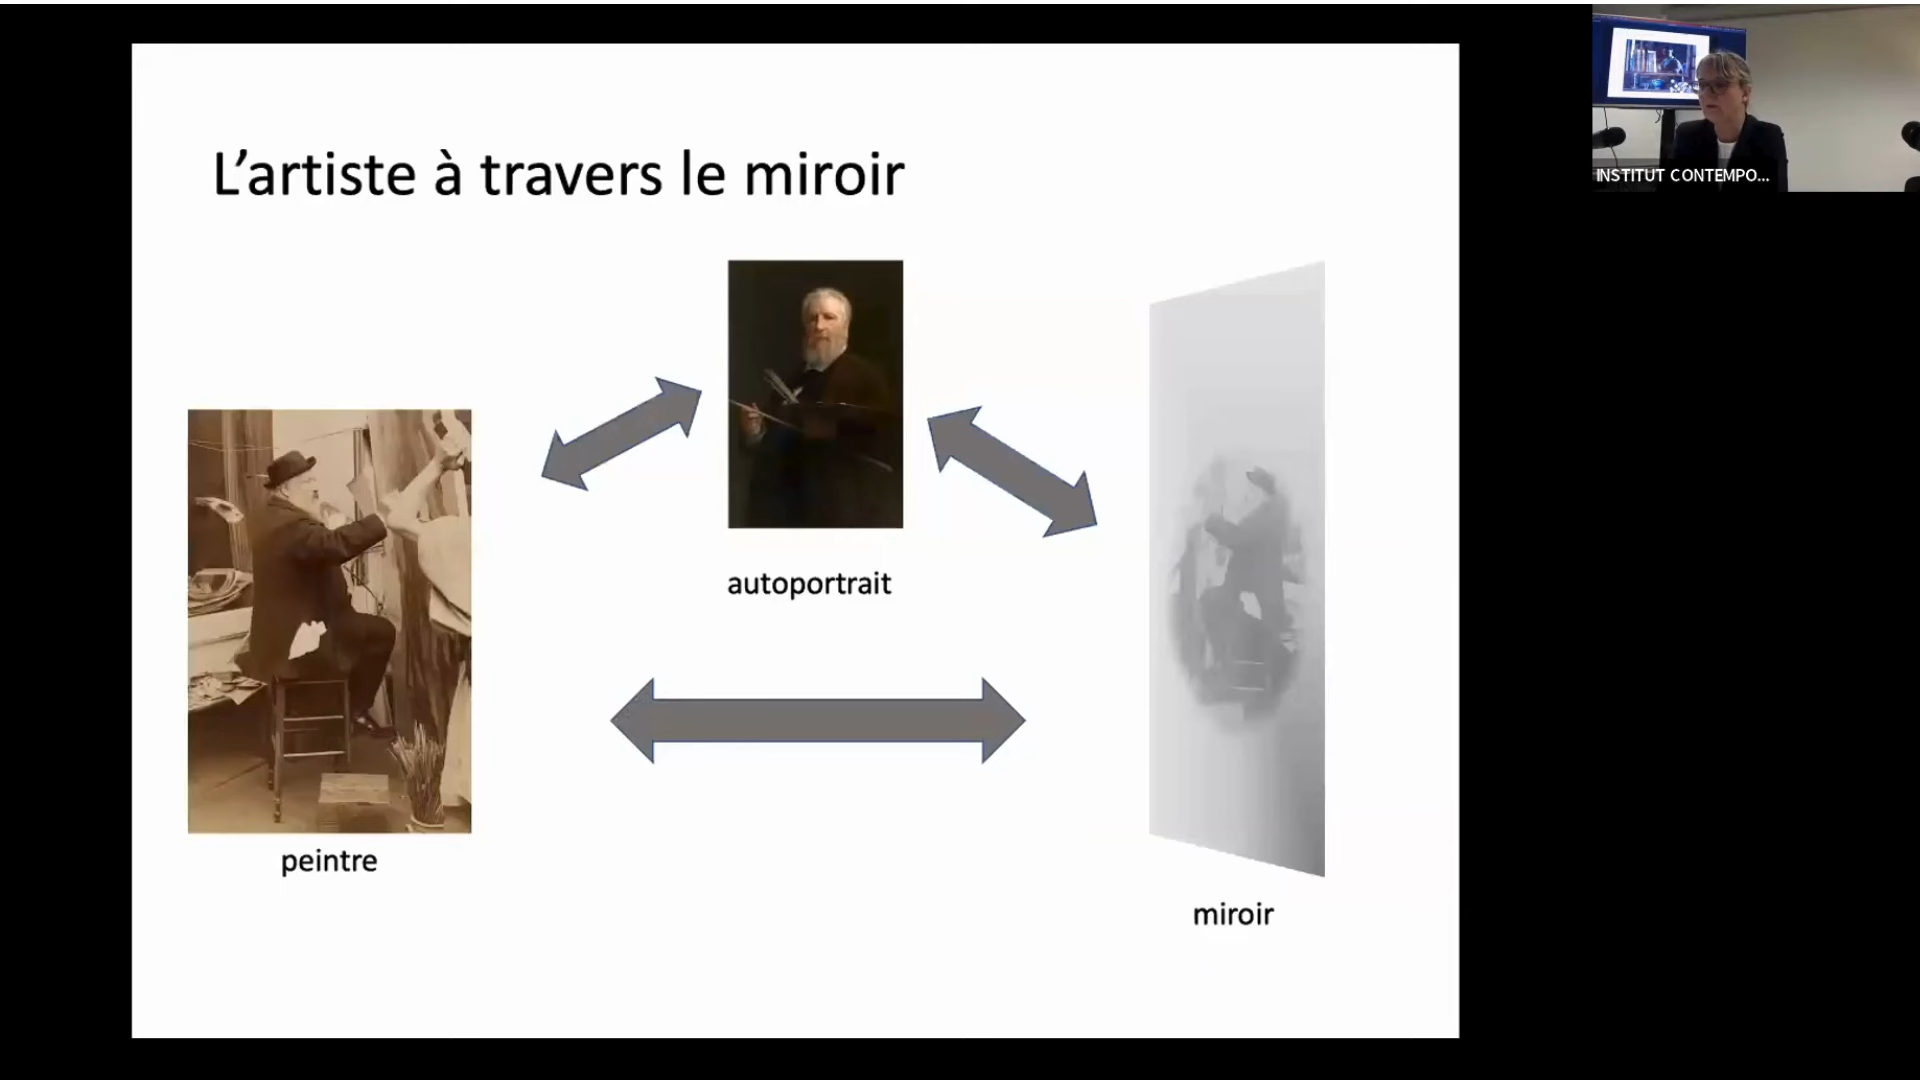 L’artiste à travers le miroir
autoportrait
peintre
miroir
INSTITUT CONTEMPO...